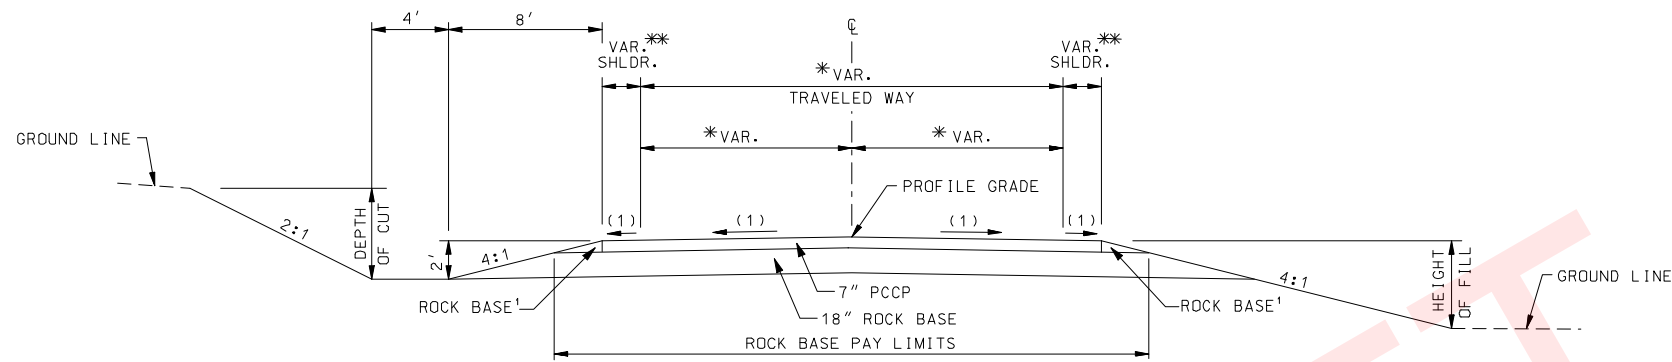 4' 8' ℄
VAR.** VAR.**
SHLDR. SHLDR.
*VAR.
TRAVELED WAY
GROUND LINE
*VAR. *VAR.
PROFILE GRADE
2:1
DEPTH
OF CUT
(1) (1) (1) (1)
2'
4:1
HEIGHT
OF FILL
4:1
GROUND LINE
7" PCCP
ROCK BASE¹ ROCK BASE¹
18" ROCK BASE
ROCK BASE PAY LIMITS